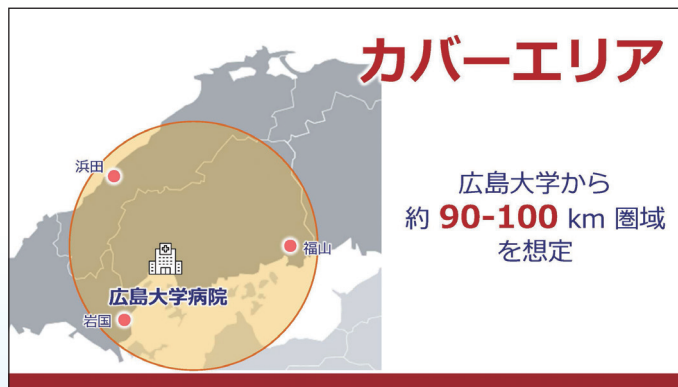 カバーエリア
広島大学から
約 90-100 km 圏域
を想定
浜田
福山
広島大学病院
岩国